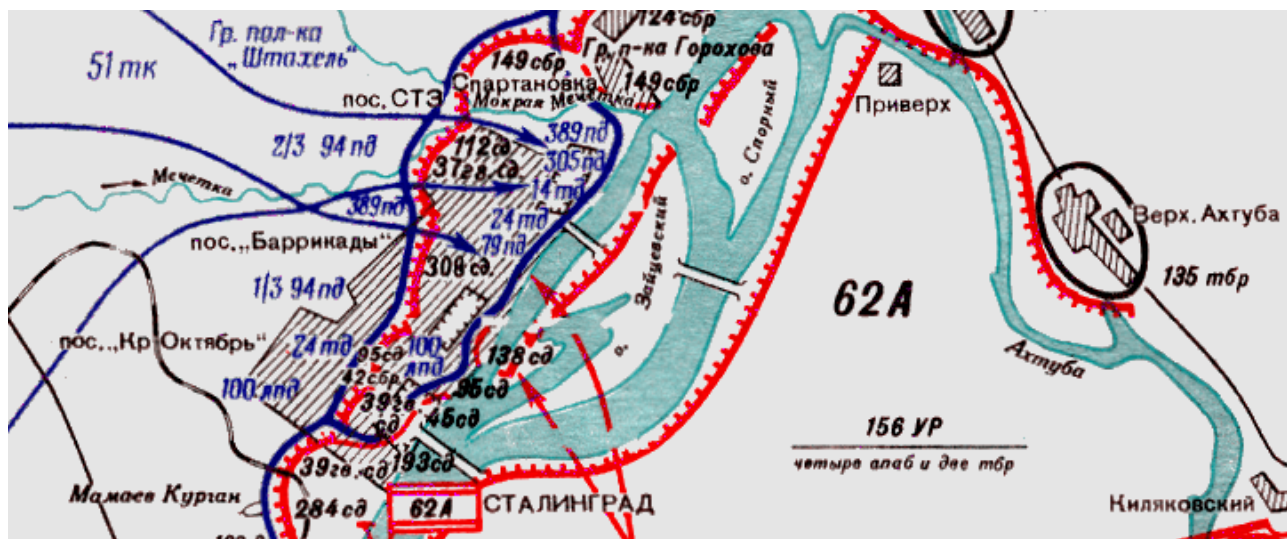 124 сбр
Гр. пол-ка
„Штахель“
Гр. п-ка Горохова
51 тк
149 сбр
149 сбр
Спартановка
пос. СТЭ
Мокрая Мечетка
Приверх
389 пд
112 сд
2/3 94 пд
305 пд
37 гв. сд.
о. Спорный
14 тд
Мечетка
389 пд
24 тд
Верх. Ахтуба
79 пд
пос. „Баррикады“
308 сд.
Зайцевский
о.
135 тбр
1/3 94 пд
62А
пос. „Кр Октябрь“
24 тд
95 сд
100 лпд
138 сд
Ахтуба
42 сбр
100 лпд
95 сд
39 гв. сд
45 сд
156 УР
четыре апаб и две тбр
193 сд
39 гв. сд
Мамаев Курган
284 сд
62А
СТАЛИНГРАД
Киляковский